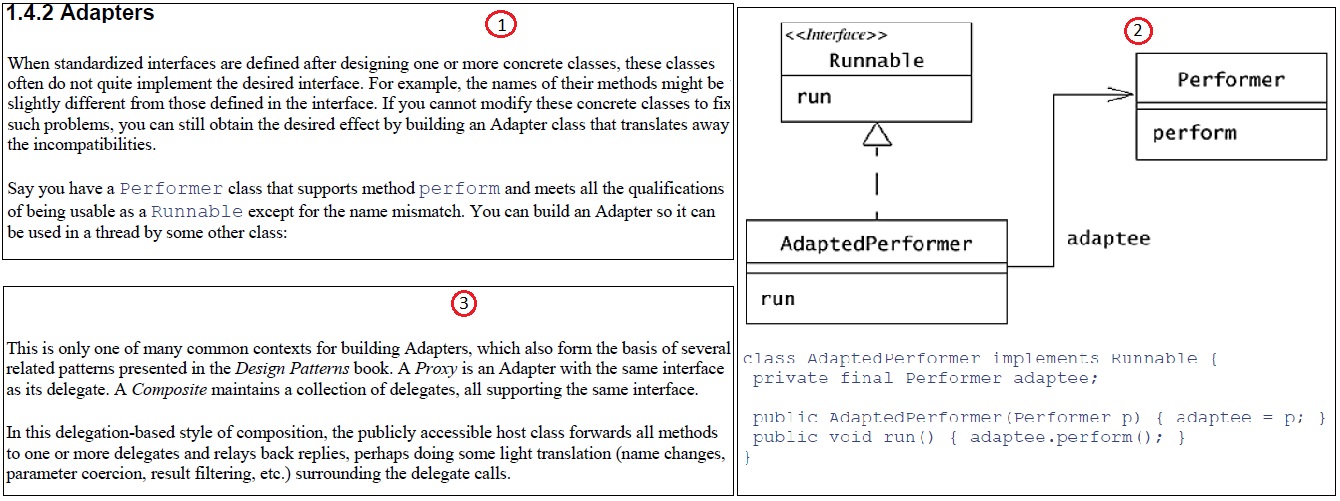 1.4.2 Adapters
1
When standardized interfaces are defined after designing one or more concrete classes, these classes
often do not quite implement the desired interface. For example, the names of their methods might be
slightly different from those defined in the interface. If you cannot modify these concrete classes to fix
such problems, you can still obtain the desired effect by building an Adapter class that translates away
the incompatibilities.
Say you have a Performer class that supports method perform and meets all the qualifications
of being usable as a Runnable except for the name mismatch. You can build an Adapter so it can
be used in a thread by some other class:
2
<<Interface>>
Runnable
run
Performer
perform
AdaptedPerformer
run
adaptee
class AdaptedPerformer implements Runnable {
private final Performer adaptee;
public AdaptedPerformer(Performer p) { adaptee = p; }
public void run() { adaptee.perform(); }
}
3
This is only one of many common contexts for building Adapters, which also form the basis of several
related patterns presented in the Design Patterns book. A Proxy is an Adapter with the same interface
as its delegate. A Composite maintains a collection of delegates, all supporting the same interface.
In this delegation-based style of composition, the publicly accessible host class forwards all methods
to one or more delegates and relays back replies, perhaps doing some light translation (name changes,
parameter coercion, result filtering, etc.) surrounding the delegate calls.